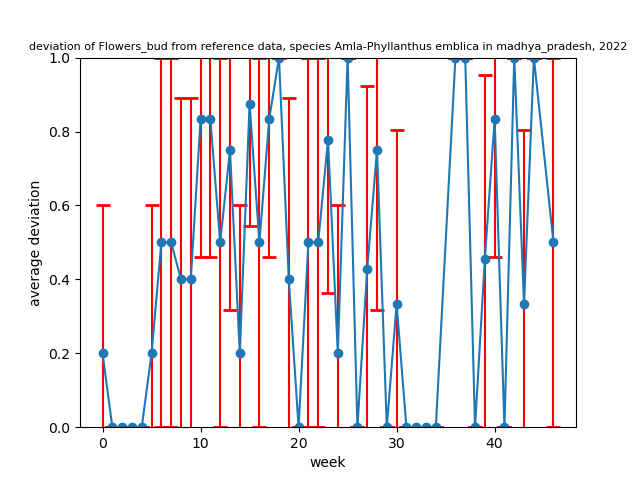 deviation of Flowers_bud from reference data, species Amla-Phyllanthus emblica in madhya_pradesh, 2022
1.0
0.8
0.6
0.4
0.2
0.0
average deviation
0 10 20 30 40
week